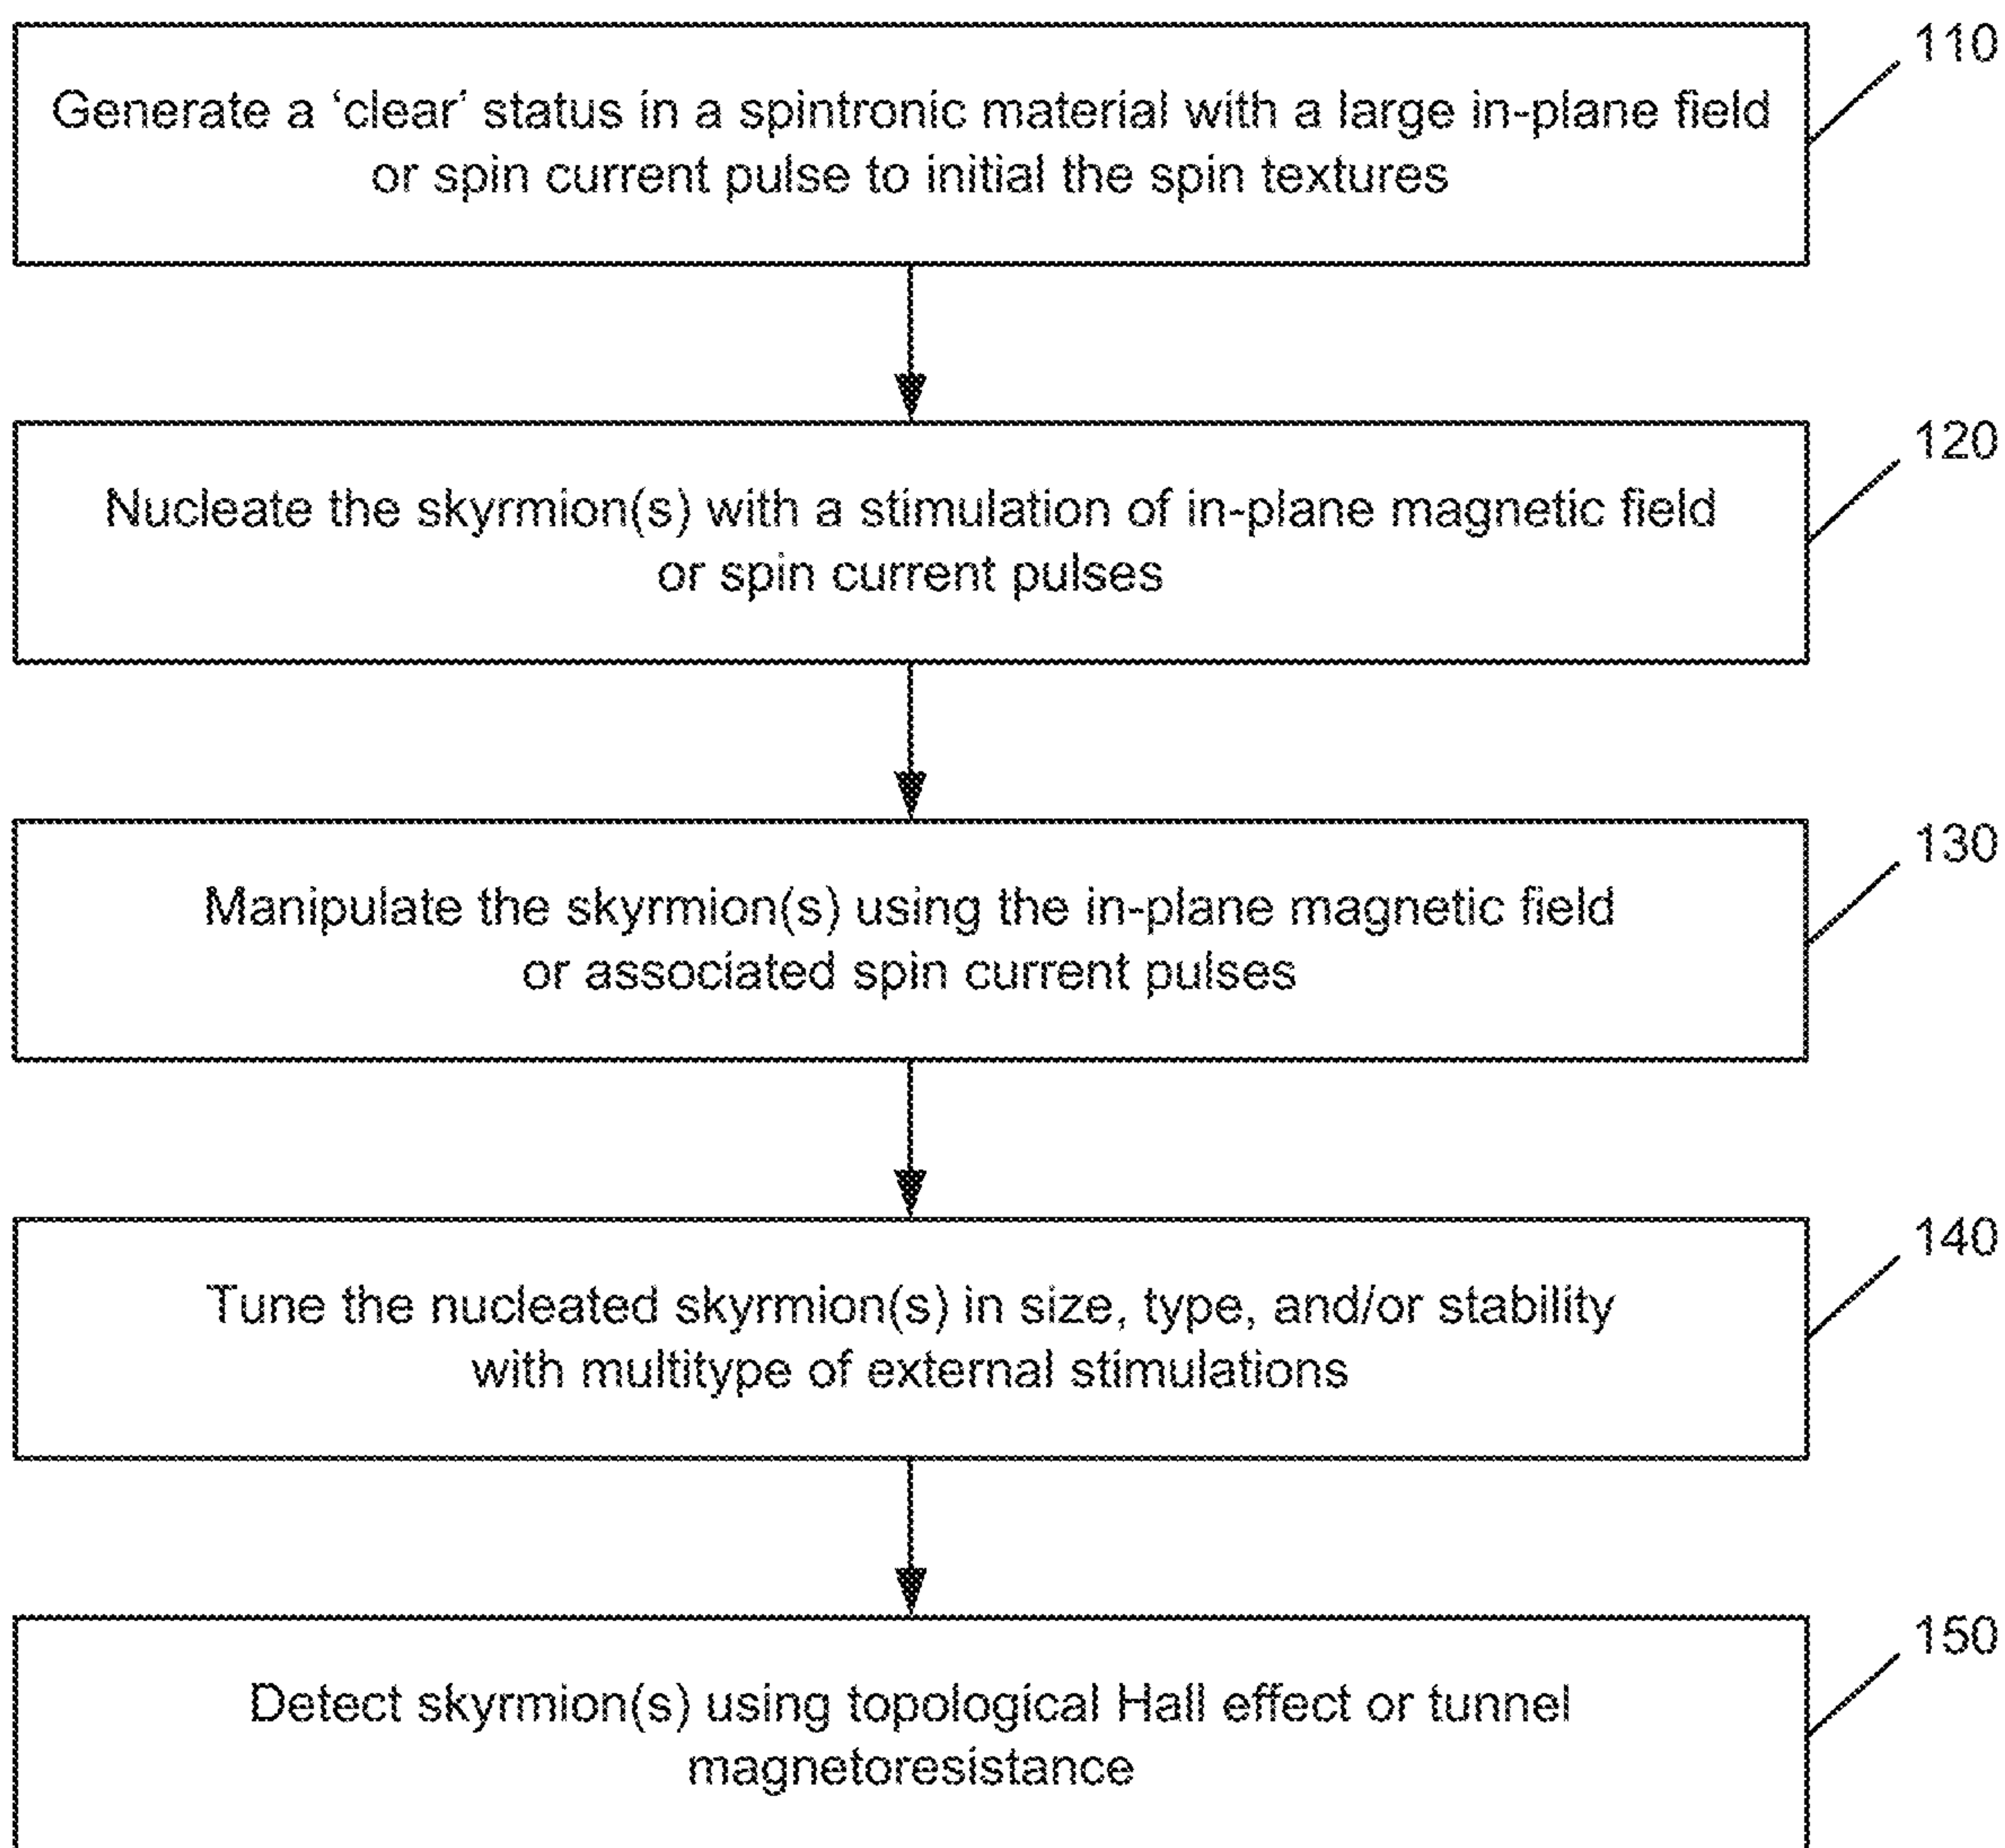 110
Generate a ‘clear’ status in a spintronic material with a large in-plane field
or spin current pulse to initial the spin textures
120
Nucleate the skyrmion(s) with a stimulation of in-plane magnetic field
or spin current pulses
130
Manipulate the skyrmion(s) using the in-plane magnetic field
or associated spin current pulses
140
Tune the nucleated skyrmion(s) in size, type, and/or stability
with multitype of external stimulations
150
Detect skyrmion(s) using topological Hall effect or tunnel
magnetoresistance